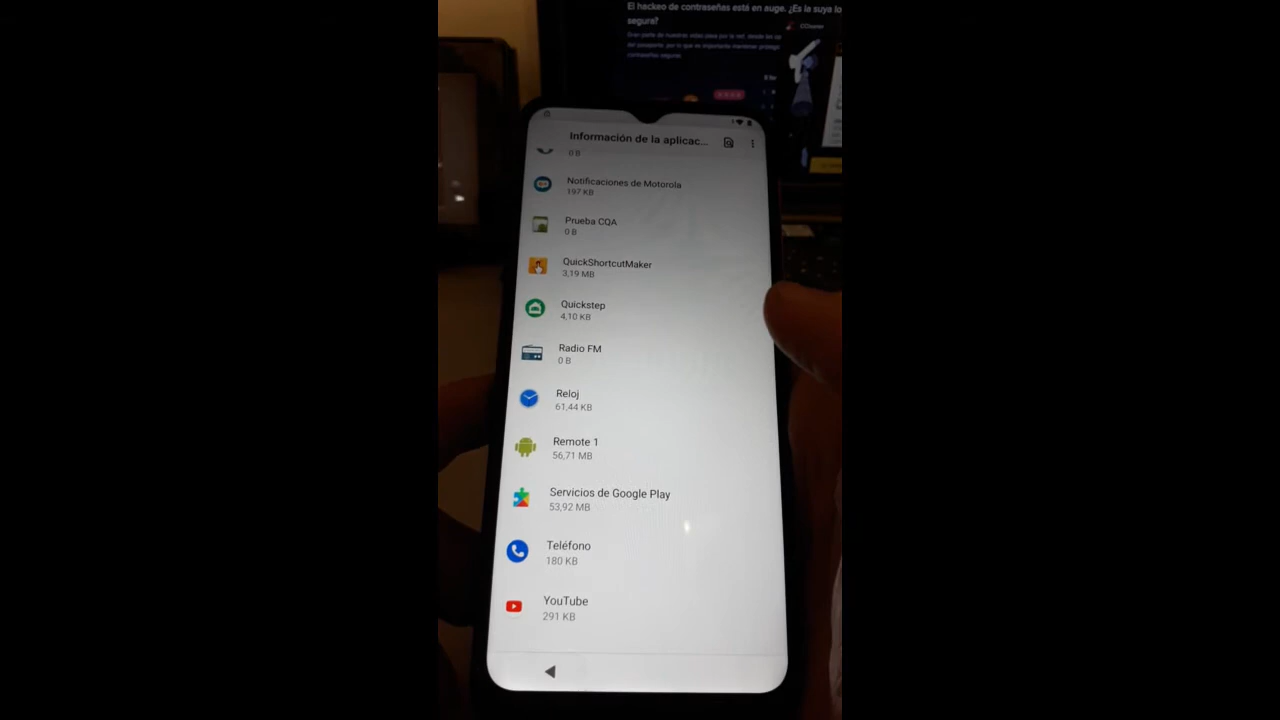 El hackeo de contraseñas está en auge. ¿Es la suya lo
segura?
CCleaner
Información de la aplicac...
0 B
Notificaciones de Motorola
197 KB
Prueba CQA
0 B
QuickShortcutMaker
3,19 MB
Quickstep
4,10 KB
Radio FM
0 B
Reloj
61,44 KB
Remote 1
56,71 MB
Servicios de Google Play
53,92 MB
Teléfono
180 KB
YouTube
291 KB